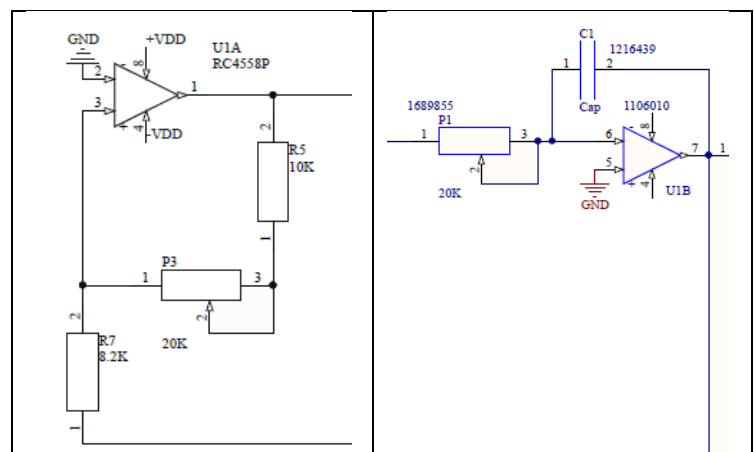 GND
+VDD
U1A
RC4558P
2
-
8
1
3
+
4
-VDD
2
R5
10K
1
P3
1
3
2
20K
2
R7
8.2K
1
C1
1216439
1
2
Cap
1689855
P1
1
3
2
20K
1106010
6
-
8
7
1
5
+
4
U1B
GND